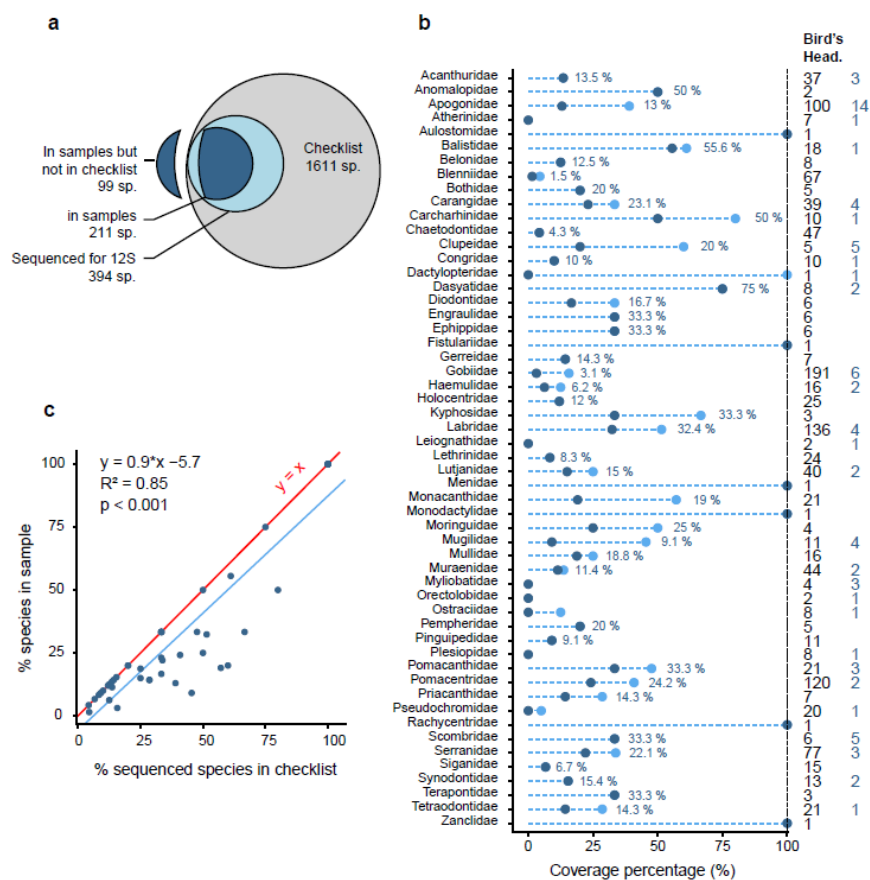 a
In samples but
not in checklist
99 sp.
in samples
211 sp.
Sequenced for 12S
394 sp.
Checklist
1611 sp.
b
Bird's
Head.
Acanthuridae 13.5 % 37 3
Anomalopidae 50 % 2
Apogonidae 13 % 100 14
Atherinidae 7 1
Aulostomidae 1
Balistidae 55.6 % 18 1
Belonidae 12.5 % 8
Blenniidae 1.5 % 67
Bothidae 20 % 5
Carangidae 23.1 % 39 4
Carcharhinidae 50 % 10 1
Chaetodontidae 4.3 % 47
Clupeidae 20 % 5 5
Congridae 10 % 10 1
Dactylopteridae 1 1
Dasyatidae 75 % 8 2
Diodontidae 16.7 % 6
Engraulidae 33.3 % 6
Ephippidae 33.3 % 6
Fistulariidae 1
Gerreidae 14.3 % 7
Gobiidae 3.1 % 191 6
Haemulidae 6.2 % 16 2
Holocentridae 12 % 25
Kyphosidae 33.3 % 3
Labridae 32.4 % 136 4
Leiognathidae 2 1
Lethrinidae 8.3 % 24
Lutjanidae 15 % 40 2
Menidae 1
Monacanthidae 19 % 21
Monodactylidae 1
Moringuidae 25 % 4
Mugilidae 9.1 % 11 4
Mullidae 18.8 % 16
Muraenidae 11.4 % 44 2
Myliobatidae 4 3
Orectolobidae 2 1
Ostraciidae 8 1
Pempheridae 20 % 5
Pinguipedidae 9.1 % 11
Plesiopidae 8 1
Pomacanthidae 33.3 % 21 3
Pomacentridae 24.2 % 120 2
Priacanthidae 14.3 % 7
Pseudochromidae 20 1
Rachycentridae 1
Scombridae 33.3 % 6 5
Serranidae 22.1 % 77 3
Siganidae 6.7 % 15
Synodontidae 15.4 % 13 2
Terapontidae 33.3 % 3
Tetraodontidae 14.3 % 21 1
Zanclidae 1
0 25 50 75 100
Coverage percentage (%)
c
y = 0.9*x −5.7
R² = 0.85
p < 0.001
y = x
100
75
50
25
0
% species in sample
0 25 50 75 100
% sequenced species in checklist